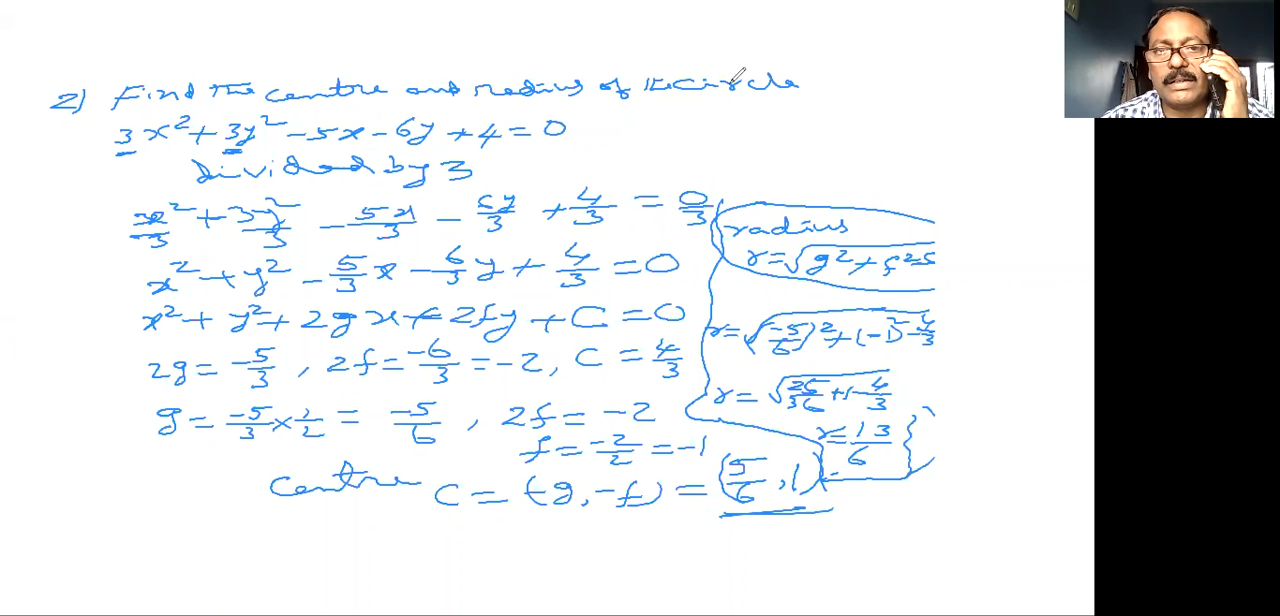 2) Find the centre and radius of the circle
3x² + 3y² - 5x - 6y + 4 = 0
Divided by 3
3x²/3 + 3y²/3 - 5x/3 - 6y/3 + 4/3 = 0/3
x² + y² - 5/3 x - 6/3 y + 4/3 = 0
x² + y² + 2gx + 2fy + C = 0
2g = -5/3 , 2f = -6/3 = -2, C = 4/3
g = -5/3 × 1/2 = -5/6 , 2f = -2
f = -2/2 = -1
centre C = (-g, -f) = (5/6, 1)
radius
r = √g² + f² - c
r = √(-5/6)² + (-1)² - 4/3
r = √25/36 + 1 - 4/3
r = 13/6